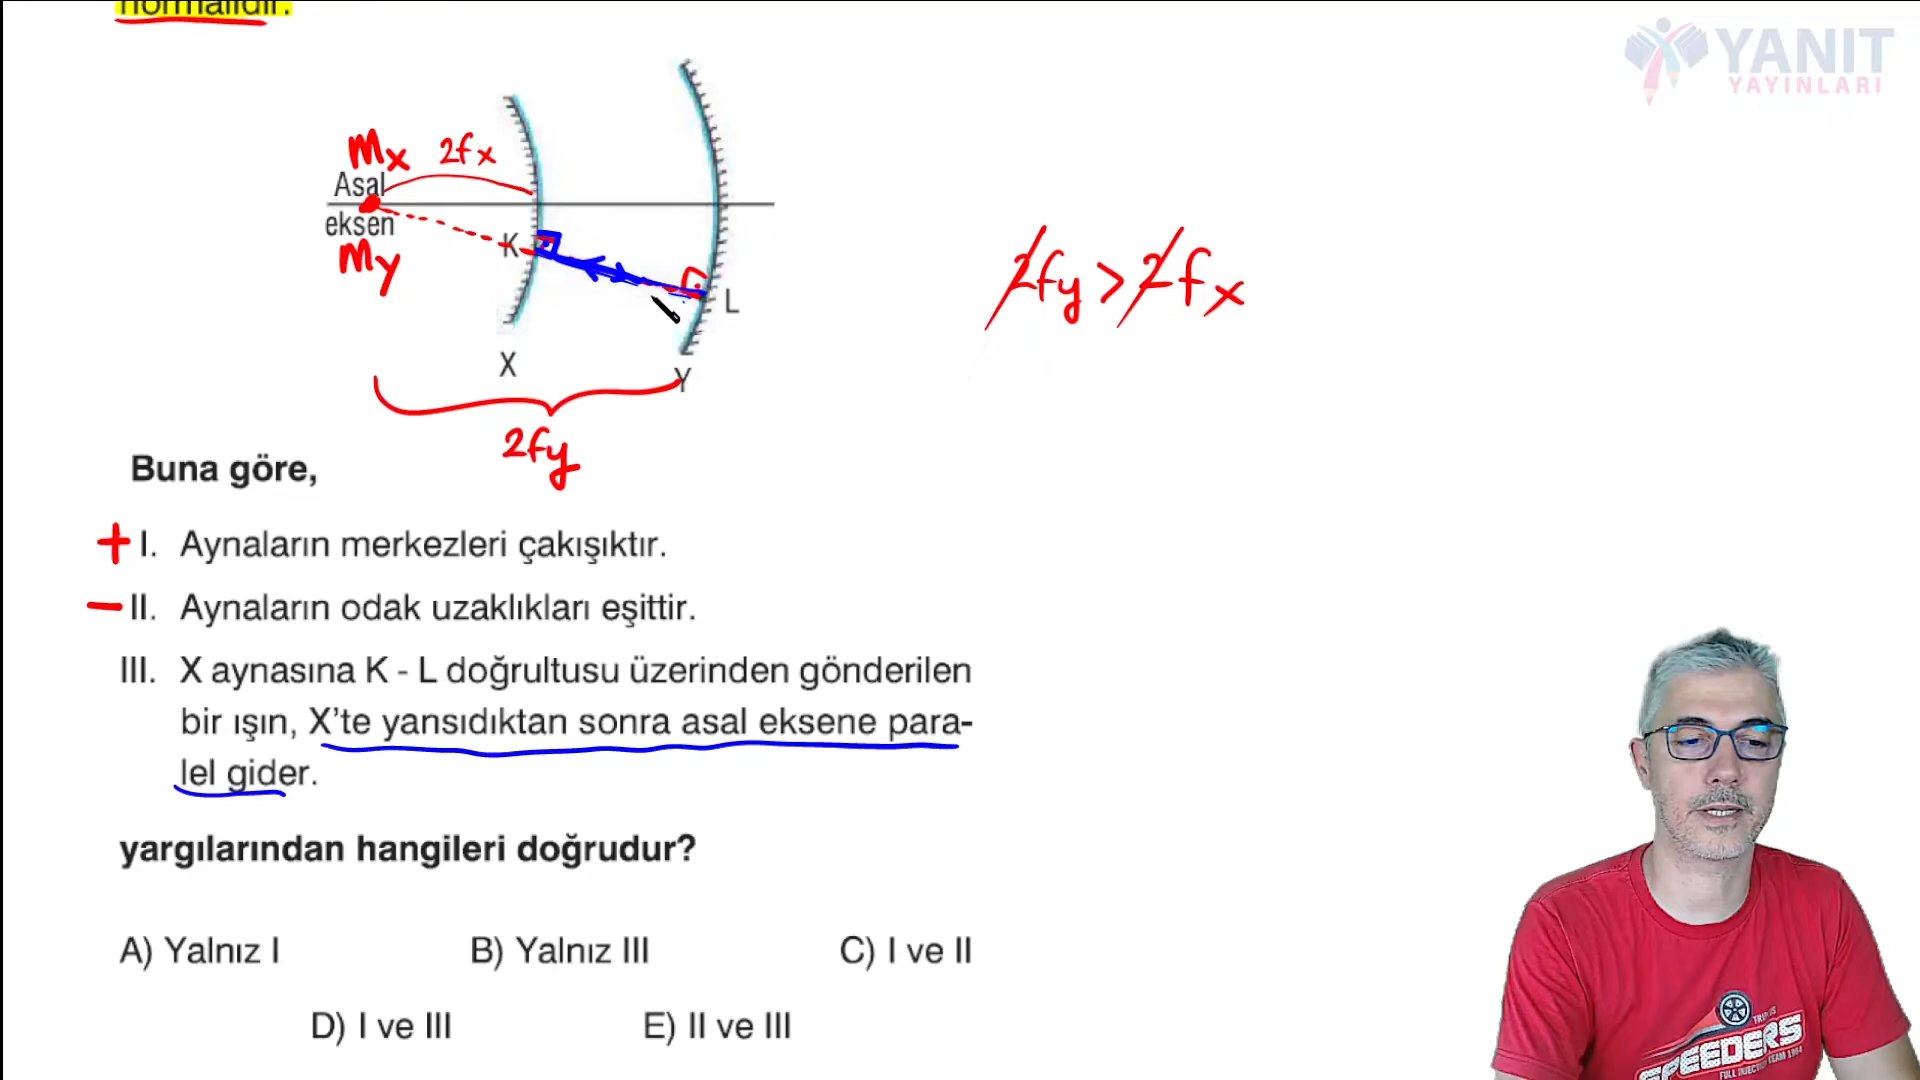 normalidir.
YANIT
YAYINLARI
Mx 2fx
Asal
eksen
K
My
L
X
Y
2fy
2fy > 2fx
Buna göre,
+ I. Aynaların merkezleri çakışıktır.
- II. Aynaların odak uzaklıkları eşittir.
III. X aynasına K - L doğrultusu üzerinden gönderilen
bir ışın, X'te yansıdıktan sonra asal eksene para-
lel gider.
yargılarından hangileri doğrudur?
A) Yalnız I B) Yalnız III C) I ve II
D) I ve III E) II ve III
SPEEDERS